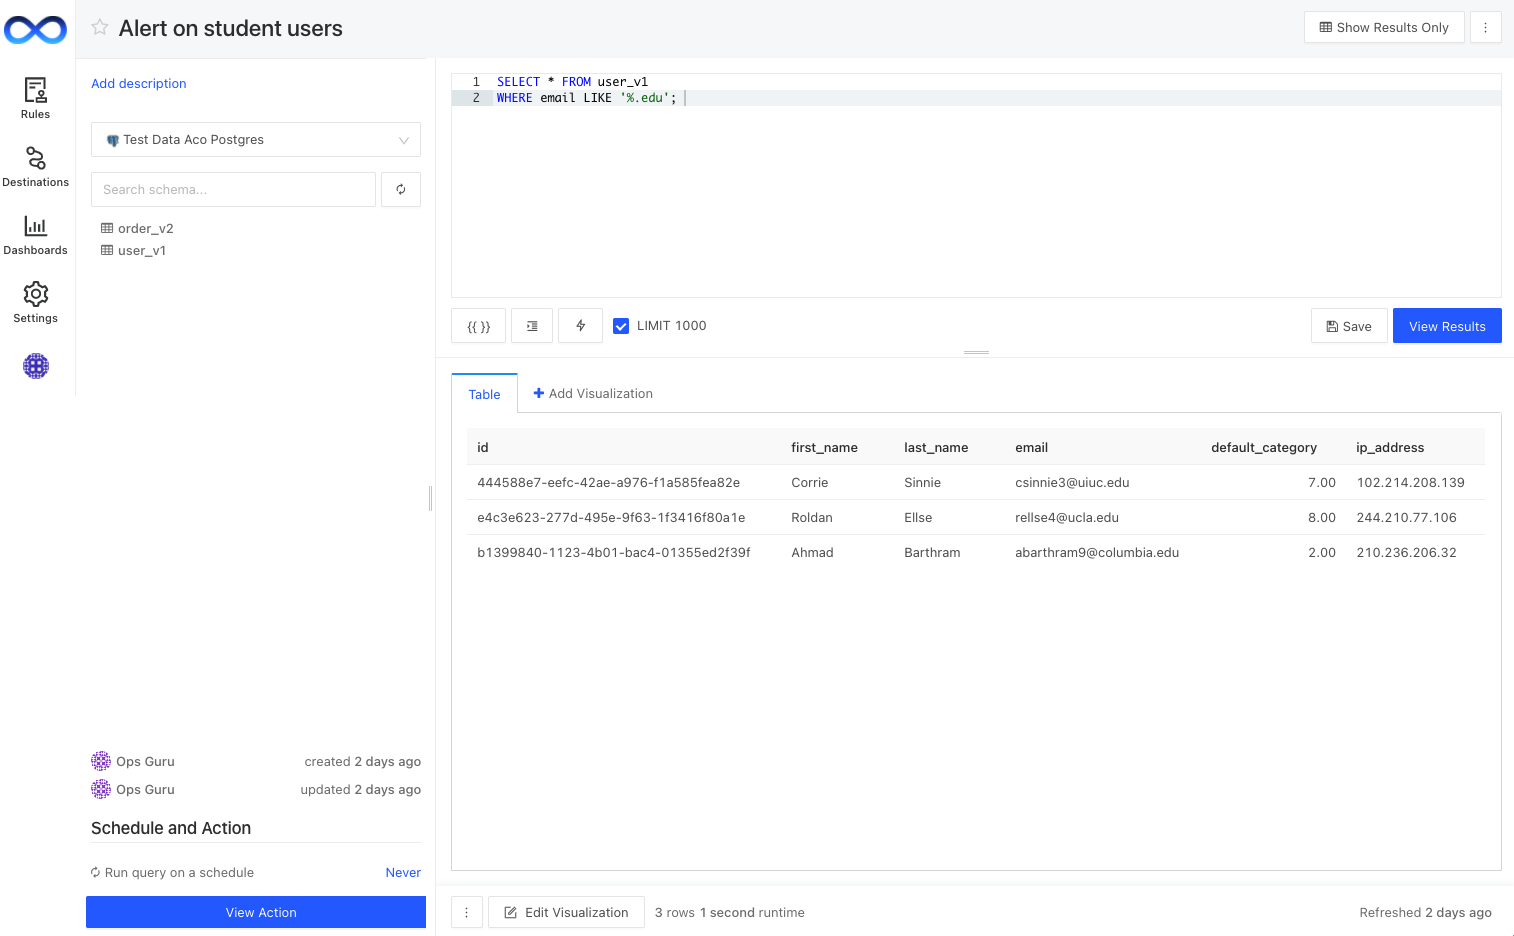 Alert on student users
Show Results Only
Rules
Destinations
Dashboards
Settings
Add description
Test Data Aco Postgres
Search schema...
order_v2
user_v1
1 SELECT * FROM user_v1
2 WHERE email LIKE '%.edu';
{{ }}
LIMIT 1000
Save
View Results
Table
Add Visualization
id first_name last_name email default_category ip_address
444588e7-eefc-42ae-a976-f1a585fea82e Corrie Sinnie csinnie3@uiuc.edu 7.00 102.214.208.139
e4c3e623-277d-495e-9f63-1f3416f80a1e Roldan Ellse rellse4@ucla.edu 8.00 244.210.77.106
b1399840-1123-4b01-bac4-01355ed2f39f Ahmad Barthram abarthram9@columbia.edu 2.00 210.236.206.32
Ops Guru created 2 days ago
Ops Guru updated 2 days ago
Schedule and Action
Run query on a schedule Never
View Action
Edit Visualization
3 rows 1 second runtime
Refreshed 2 days ago